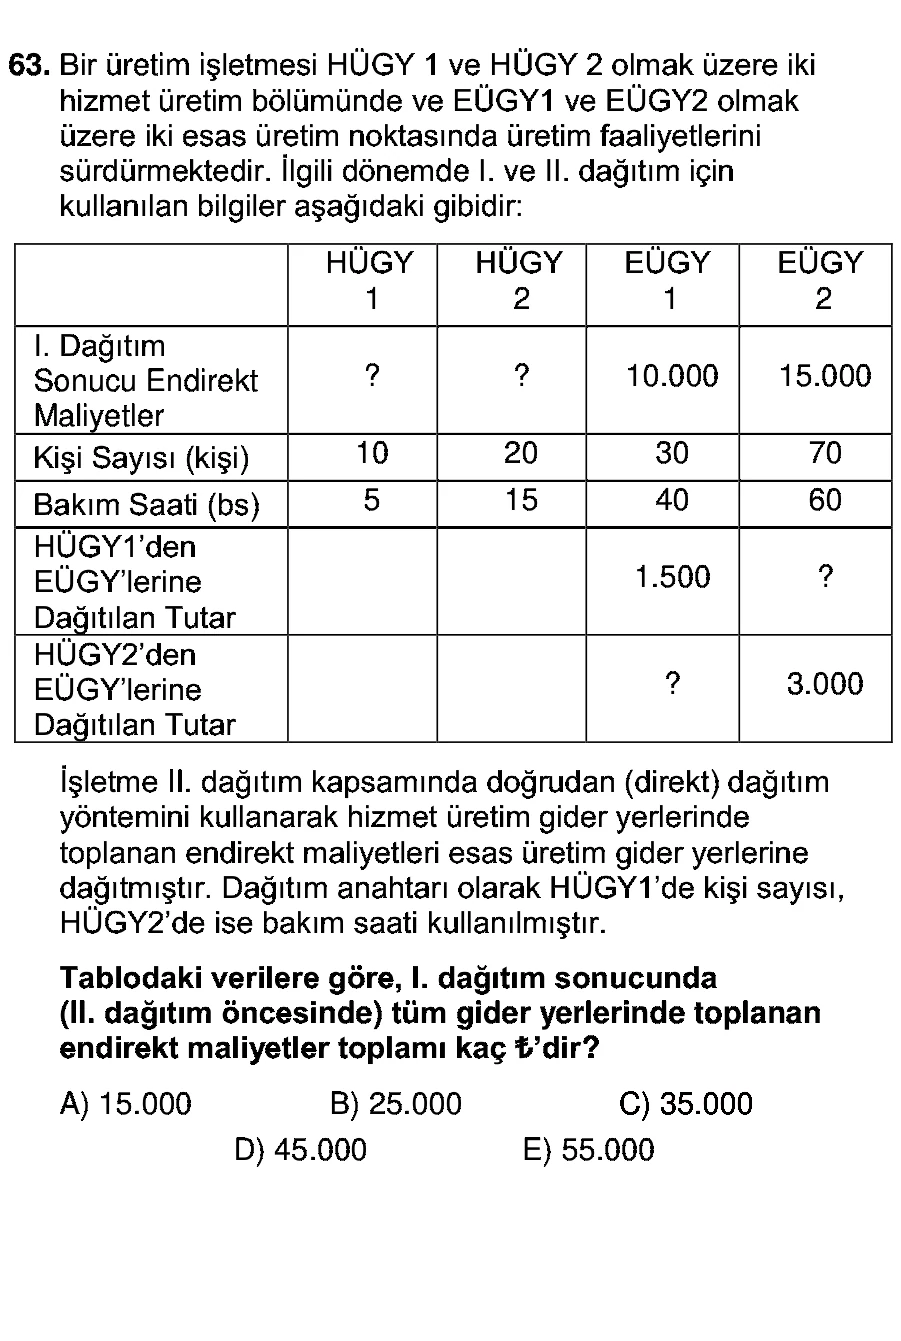 63. Bir üretim işletmesi HÜGY 1 ve HÜGY 2 olmak üzere iki
hizmet üretim bölümünde ve EÜGY1 ve EÜGY2 olmak
üzere iki esas üretim noktasında üretim faaliyetlerini
sürdürmektedir. İlgili dönemde I. ve II. dağıtım için
kullanılan bilgiler aşağıdaki gibidir:
HÜGY 1 HÜGY 2 EÜGY 1 EÜGY 2
I. Dağıtım
Sonucu Endirekt
Maliyetler
? ? 10.000 15.000
Kişi Sayısı (kişi) 10 20 30 70
Bakım Saati (bs) 5 15 40 60
HÜGY1’den
EÜGY’lerine
Dağıtılan Tutar
1.500 ?
HÜGY2’den
EÜGY’lerine
Dağıtılan Tutar
? 3.000
İşletme II. dağıtım kapsamında doğrudan (direkt) dağıtım
yöntemini kullanarak hizmet üretim gider yerlerinde
toplanan endirekt maliyetleri esas üretim gider yerlerine
dağıtmıştır. Dağıtım anahtarı olarak HÜGY1’de kişi sayısı,
HÜGY2’de ise bakım saati kullanılmıştır.
Tablodaki verilere göre, I. dağıtım sonucunda
(II. dağıtım öncesinde) tüm gider yerlerinde toplanan
endirekt maliyetler toplamı kaç ₺’dir?
A) 15.000 B) 25.000 C) 35.000
D) 45.000 E) 55.000